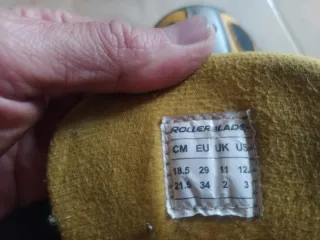 ROLLERBLADE
CM EU UK US
18.5 29 11 12
21.5 34 2 3